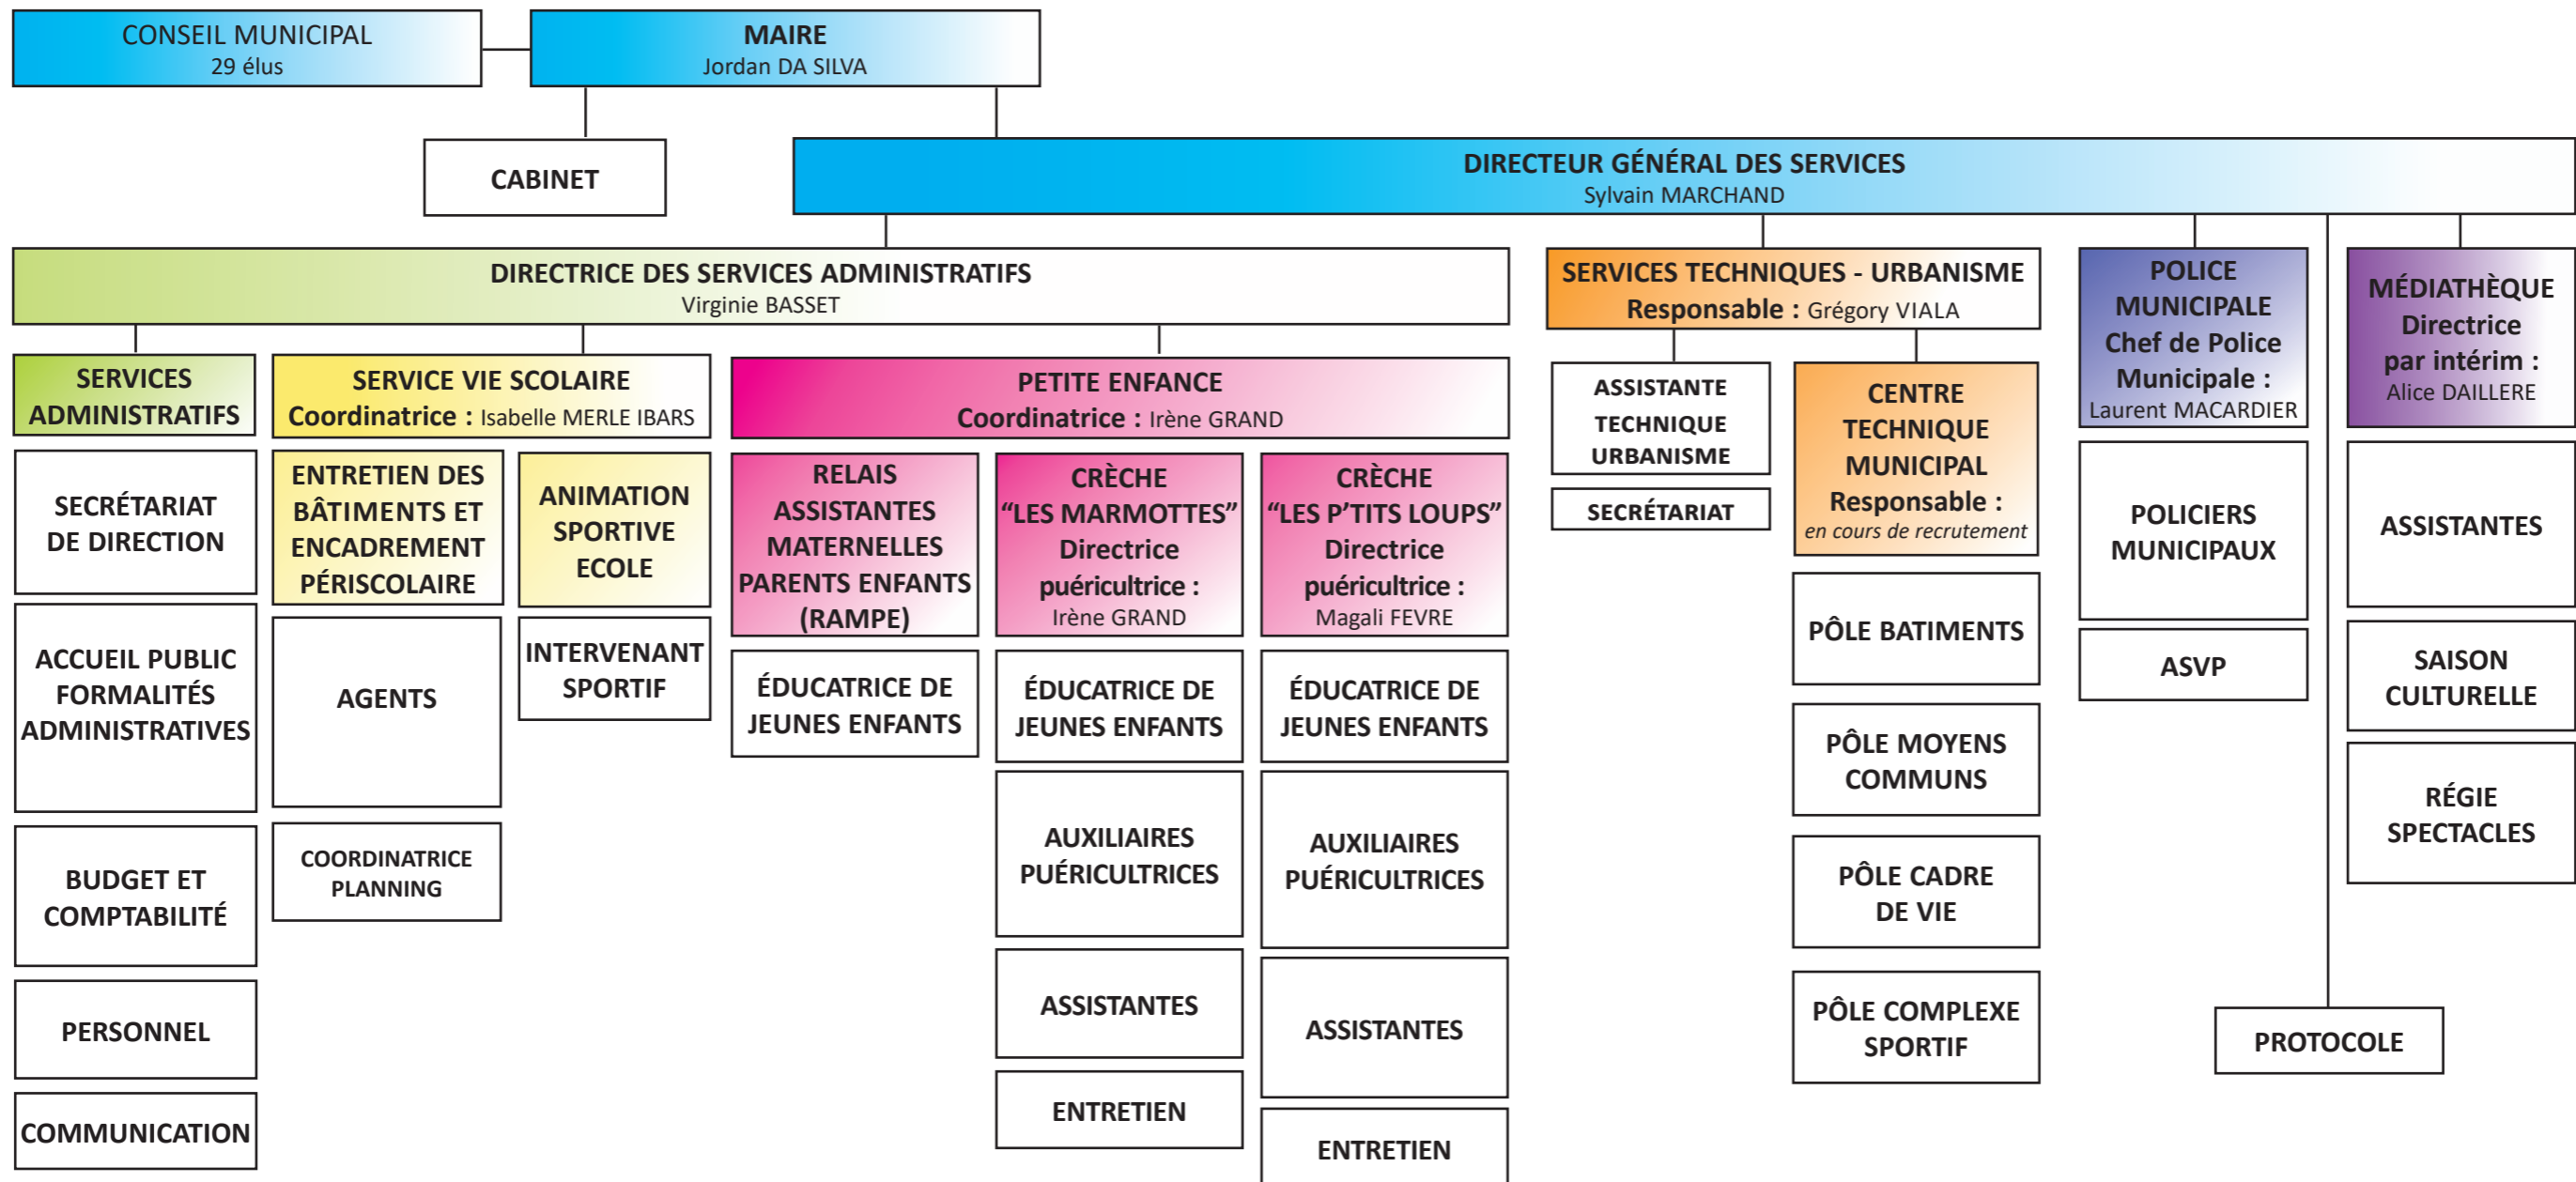 CONSEIL MUNICIPAL
29 élus
MAIRE
Jordan DA SILVA
CABINET
DIRECTEUR GÉNÉRAL DES SERVICES
Sylvain MARCHAND
DIRECTRICE DES SERVICES ADMINISTRATIFS
Virginie BASSET
SERVICES
ADMINISTRATIFS
SECRÉTARIAT
DE DIRECTION
ACCUEIL PUBLIC
FORMALITÉS
ADMINISTRATIVES
BUDGET ET
COMPTABILITÉ
PERSONNEL
COMMUNICATION
SERVICE VIE SCOLAIRE
Coordinatrice : Isabelle MERLE IBARS
ENTRETIEN DES
BÂTIMENTS ET
ENCADREMENT
PÉRISCOLAIRE
AGENTS
COORDINATRICE
PLANNING
ANIMATION
SPORTIVE
ECOLE
INTERVENANT
SPORTIF
PETITE ENFANCE
Coordinatrice : Irène GRAND
RELAIS
ASSISTANTES
MATERNELLES
PARENTS ENFANTS
(RAMPE)
ÉDUCATRICE DE
JEUNES ENFANTS
CRÈCHE
“LES MARMOTTES”
Directrice
puéricultrice :
Irène GRAND
ÉDUCATRICE DE
JEUNES ENFANTS
AUXILIAIRES
PUÉRICULTRICES
ASSISTANTES
ENTRETIEN
CRÈCHE
“LES P’TITS LOUPS”
Directrice
puéricultrice :
Magali FEVRE
ÉDUCATRICE DE
JEUNES ENFANTS
AUXILIAIRES
PUÉRICULTRICES
ASSISTANTES
ENTRETIEN
SERVICES TECHNIQUES - URBANISME
Responsable : Grégory VIALA
ASSISTANTE
TECHNIQUE
URBANISME
SECRÉTARIAT
CENTRE
TECHNIQUE
MUNICIPAL
Responsable :
en cours de recrutement
PÔLE BATIMENTS
PÔLE MOYENS
COMMUNS
PÔLE CADRE
DE VIE
PÔLE COMPLEXE
SPORTIF
POLICE
MUNICIPALE
Chef de Police
Municipale :
Laurent MACARDIER
POLICIERS
MUNICIPAUX
ASVP
PROTOCOLE
MÉDIATHÈQUE
Directrice
par intérim :
Alice DAILLERE
ASSISTANTES
SAISON
CULTURELLE
RÉGIE
SPECTACLES